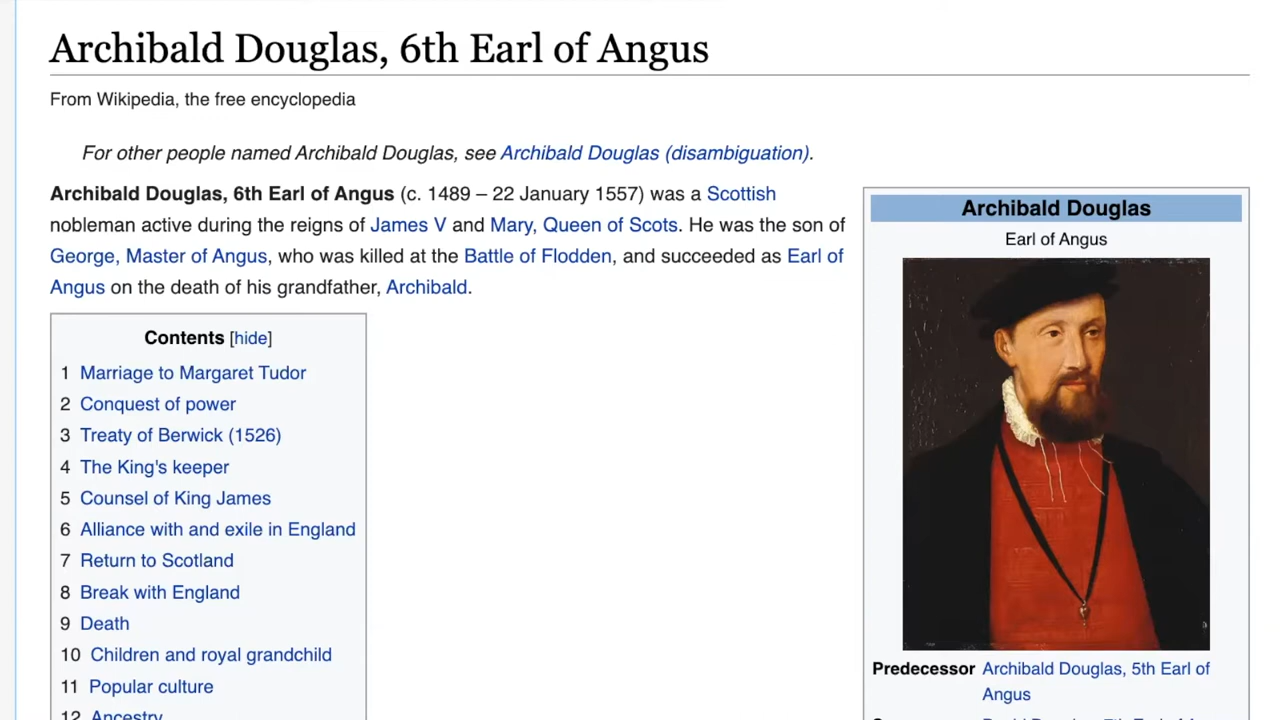 Archibald Douglas, 6th Earl of Angus
From Wikipedia, the free encyclopedia
For other people named Archibald Douglas, see Archibald Douglas (disambiguation).
Archibald Douglas, 6th Earl of Angus (c. 1489 – 22 January 1557) was a Scottish
nobleman active during the reigns of James V and Mary, Queen of Scots. He was the son of
George, Master of Angus, who was killed at the Battle of Flodden, and succeeded as Earl of
Angus on the death of his grandfather, Archibald.
Contents [hide]
1 Marriage to Margaret Tudor
2 Conquest of power
3 Treaty of Berwick (1526)
4 The King's keeper
5 Counsel of King James
6 Alliance with and exile in England
7 Return to Scotland
8 Break with England
9 Death
10 Children and royal grandchild
11 Popular culture
12 Ancestry
Archibald Douglas
Earl of Angus
Predecessor Archibald Douglas, 5th Earl of
Angus